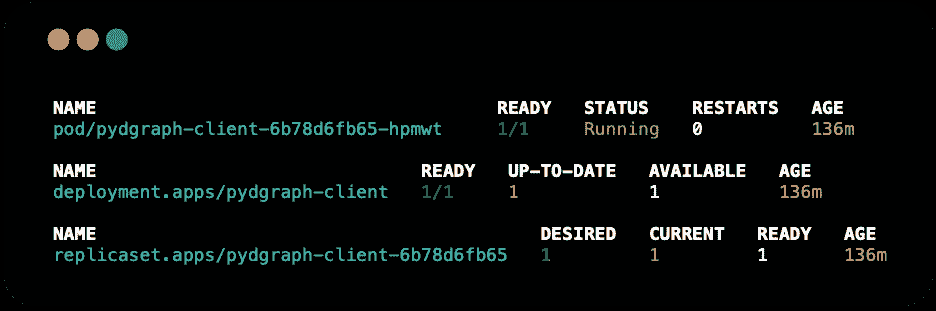 NAME READY STATUS RESTARTS AGE
pod/pydgraph-client-6b78d6fb65-hpmwt 1/1 Running 0 136m
NAME READY UP-TO-DATE AVAILABLE AGE
deployment.apps/pydgraph-client 1/1 1 1 136m
NAME DESIRED CURRENT READY AGE
replicaset.apps/pydgraph-client-6b78d6fb65 1 1 1 136m